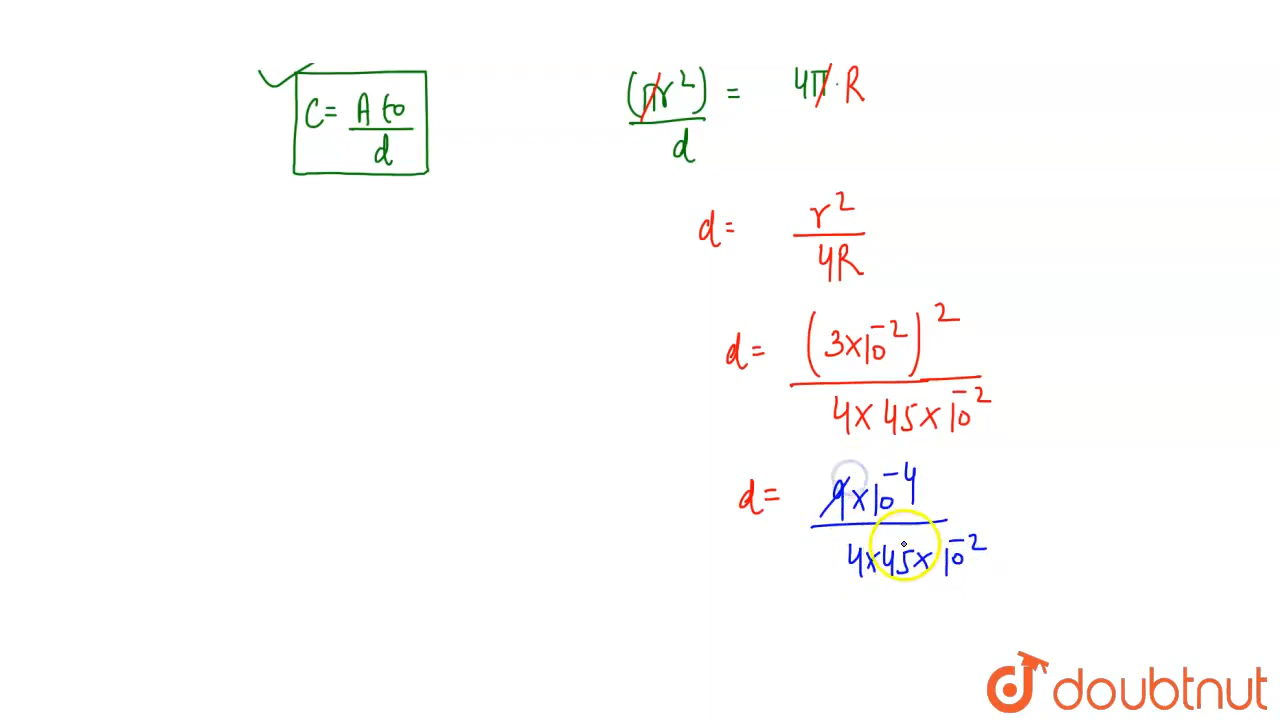 C = A ϵo / d
(πr²) / d = 4π · R
d = r² / 4R
d = (3×10⁻²)² / 4×45×10⁻²
d = 9×10⁻⁴ / 4×45×10⁻²
doubtnut